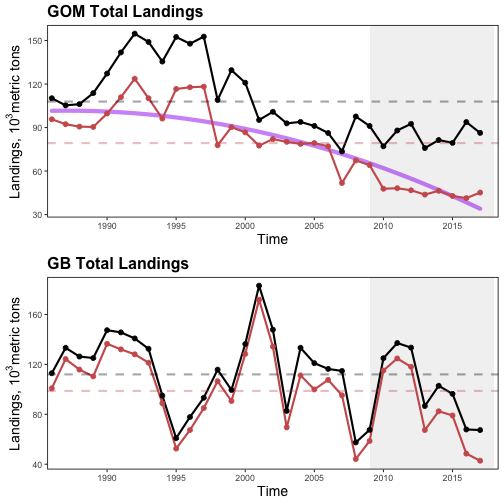 GOM Total Landings
Landings, 10³metric tons
150
120
90
60
30
1990 1995 2000 2005 2010 2015
Time
GB Total Landings
Landings, 10³metric tons
160
120
80
40
1990 1995 2000 2005 2010 2015
Time